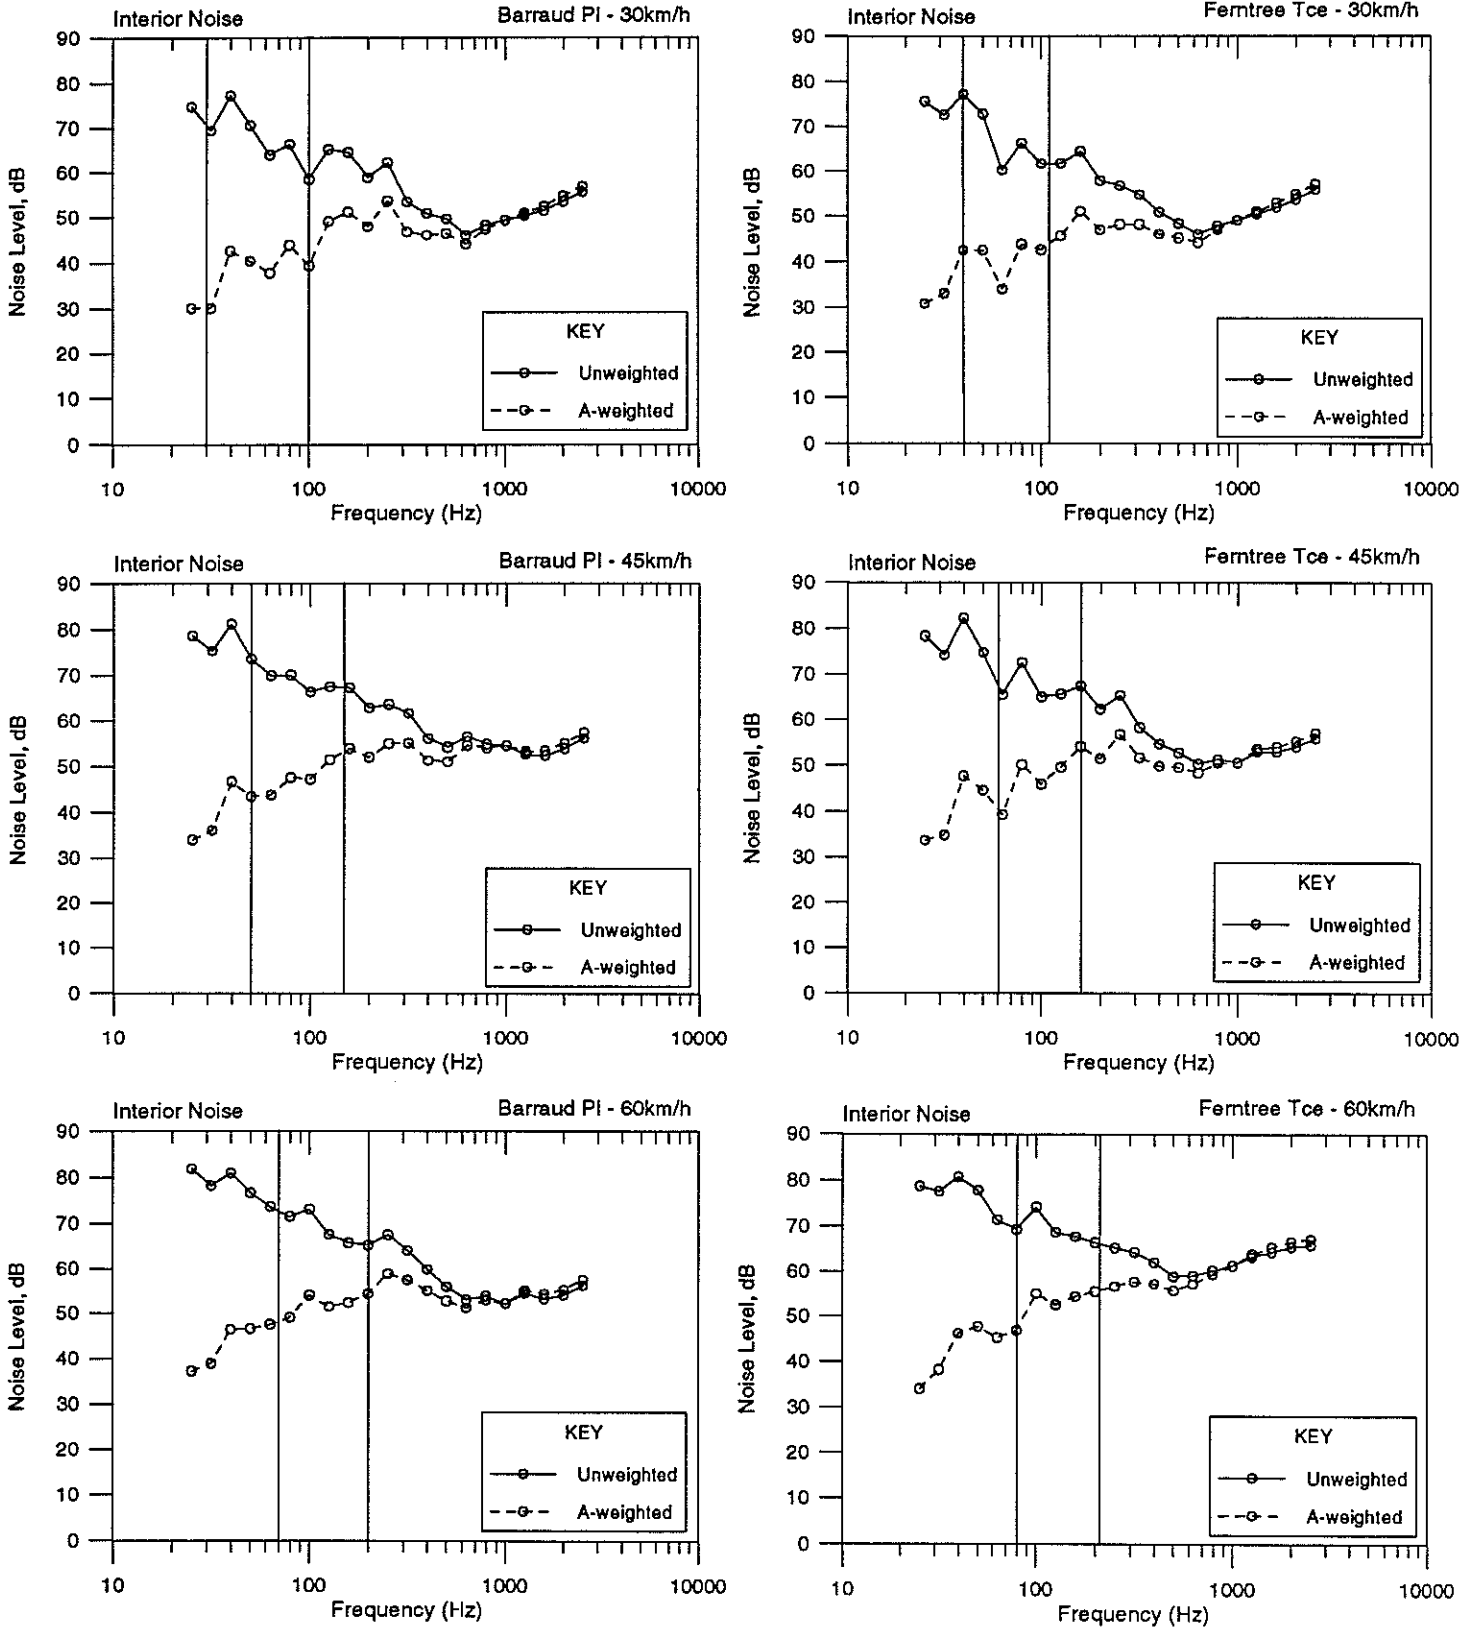 Interior Noise
Barraud Pl - 30km/h
90
80
70
60
50
40
30
20
10
0
Noise Level, dB
KEY
Unweighted
A-weighted
10
100
1000
10000
Frequency (Hz)
Interior Noise
Ferntree Tce - 30km/h
90
80
70
60
50
40
30
20
10
0
Noise Level, dB
KEY
Unweighted
A-weighted
10
100
1000
10000
Frequency (Hz)
Interior Noise
Barraud Pl - 45km/h
90
80
70
60
50
40
30
20
10
0
Noise Level, dB
KEY
Unweighted
A-weighted
10
100
1000
10000
Frequency (Hz)
Interior Noise
Ferntree Tce - 45km/h
90
80
70
60
50
40
30
20
10
0
Noise Level, dB
KEY
Unweighted
A-weighted
10
100
1000
10000
Frequency (Hz)
Interior Noise
Barraud Pl - 60km/h
90
80
70
60
50
40
30
20
10
0
Noise Level, dB
KEY
Unweighted
A-weighted
10
100
1000
10000
Frequency (Hz)
Interior Noise
Ferntree Tce - 60km/h
90
80
70
60
50
40
30
20
10
0
Noise Level, dB
KEY
Unweighted
A-weighted
10
100
1000
10000
Frequency (Hz)